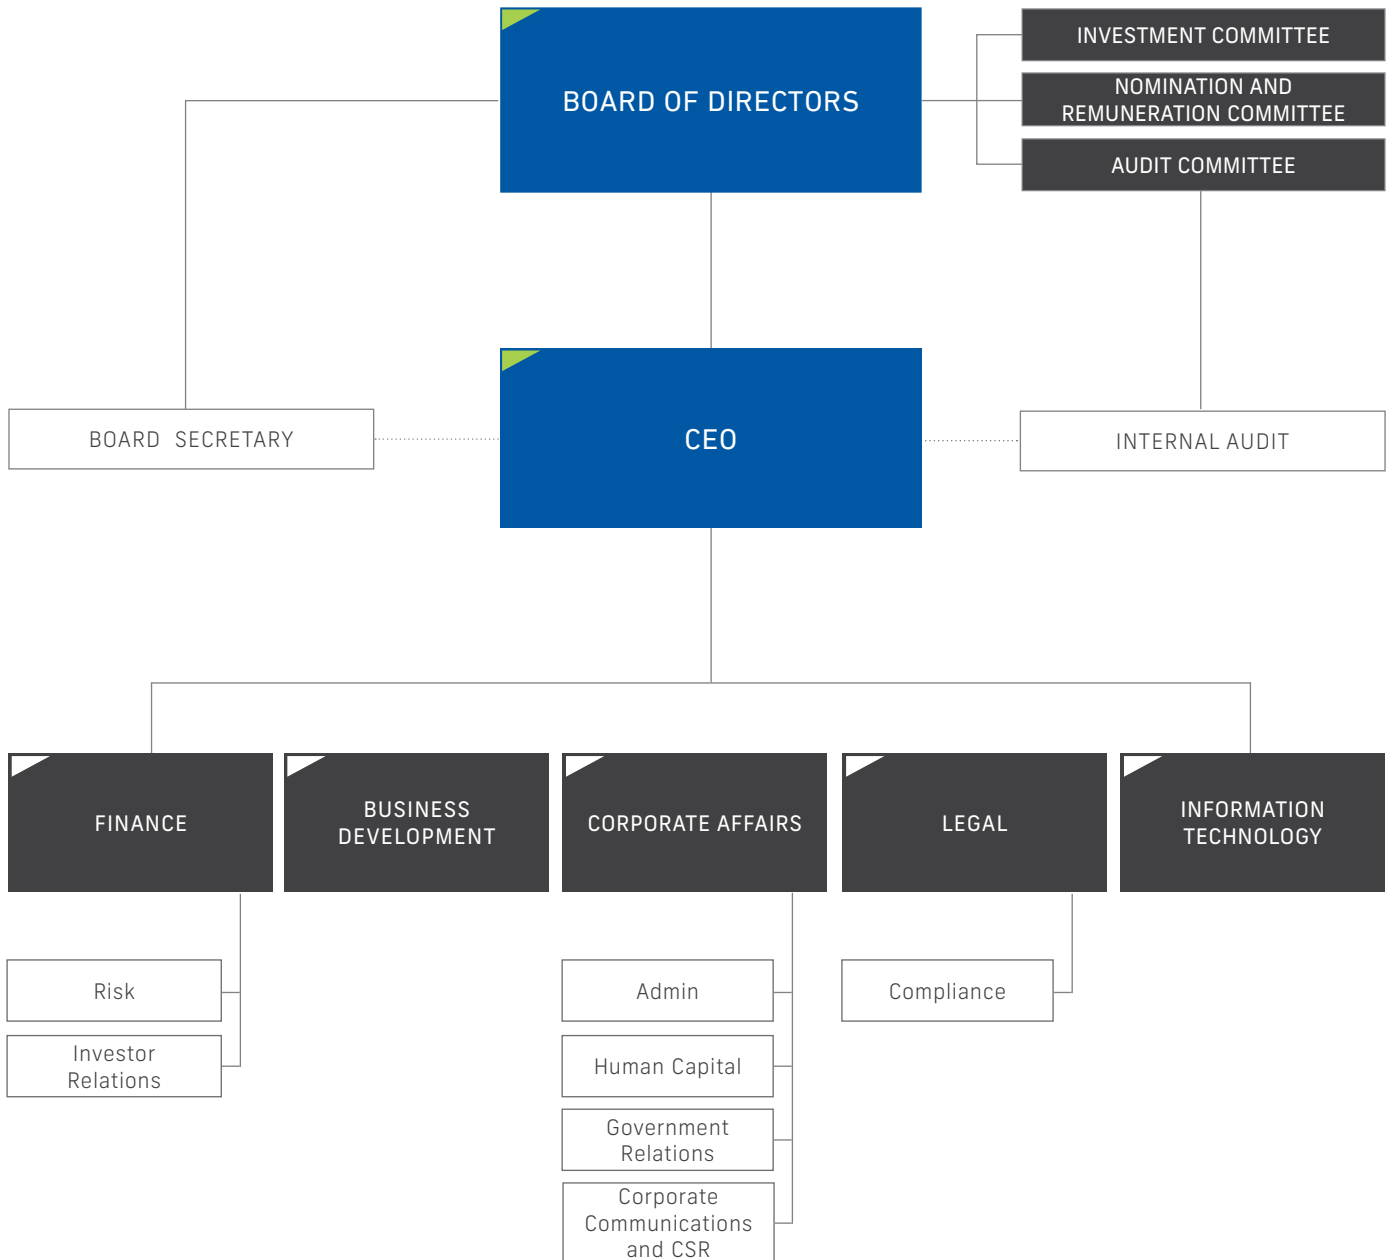 BOARD OF DIRECTORS
INVESTMENT COMMITTEE
NOMINATION AND
REMUNERATION COMMITTEE
AUDIT COMMITTEE
BOARD SECRETARY
CEO
INTERNAL AUDIT
FINANCE
BUSINESS
DEVELOPMENT
CORPORATE AFFAIRS
LEGAL
INFORMATION
TECHNOLOGY
Risk
Investor
Relations
Admin
Human Capital
Government
Relations
Corporate
Communications
and CSR
Compliance